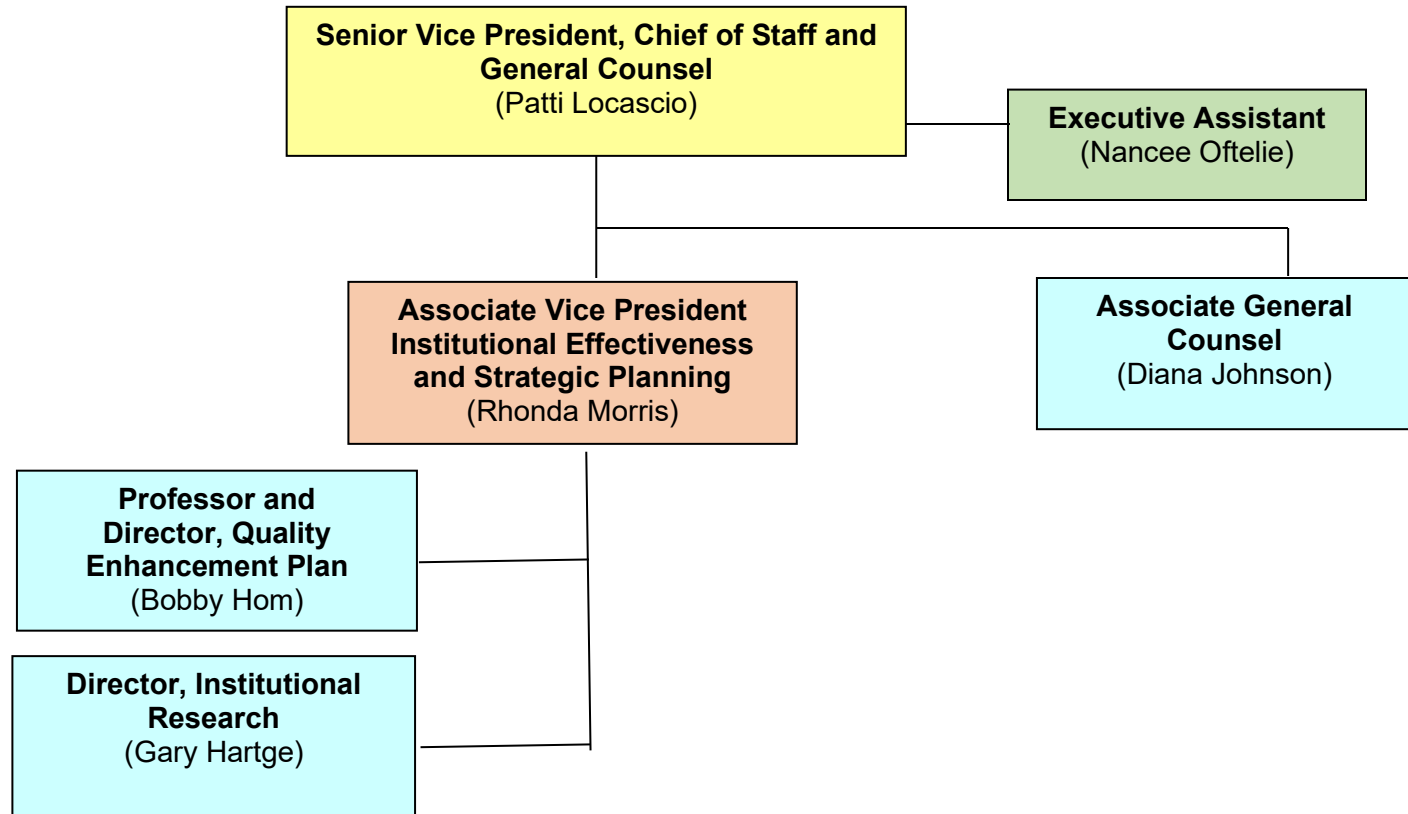 Senior Vice President, Chief of Staff and
General Counsel
(Patti Locascio)
Executive Assistant
(Nancee Oftelie)
Associate Vice President
Institutional Effectiveness
and Strategic Planning
(Rhonda Morris)
Associate General
Counsel
(Diana Johnson)
Professor and
Director, Quality
Enhancement Plan
(Bobby Hom)
Director, Institutional
Research
(Gary Hartge)